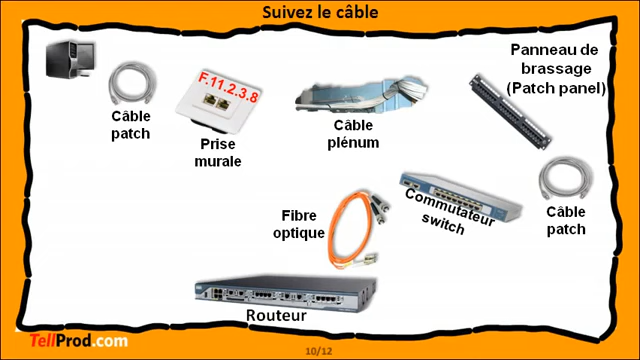 Suivez le câble
Câble
patch
F.11.2.3.8
Prise
murale
Câble
plénum
Panneau de
brassage
(Patch panel)
Câble
patch
Commutateur
switch
Fibre
optique
Routeur
TellProd.com
10/12